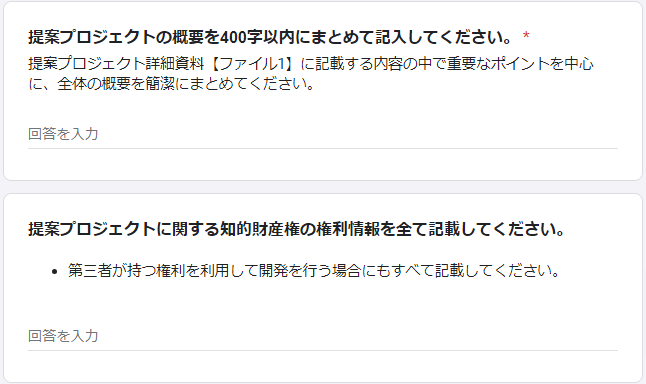 提案プロジェクトの概要を400字以内にまとめて記入してください。 *
提案プロジェクト詳細資料【ファイル1】に記載する内容の中で重要なポイントを中心
に、全体の概要を簡潔にまとめてください。
回答を入力
提案プロジェクトに関する知的財産権の権利情報を全て記載してください。
• 第三者が持つ権利を利用して開発を行う場合にもすべて記載してください。
回答を入力